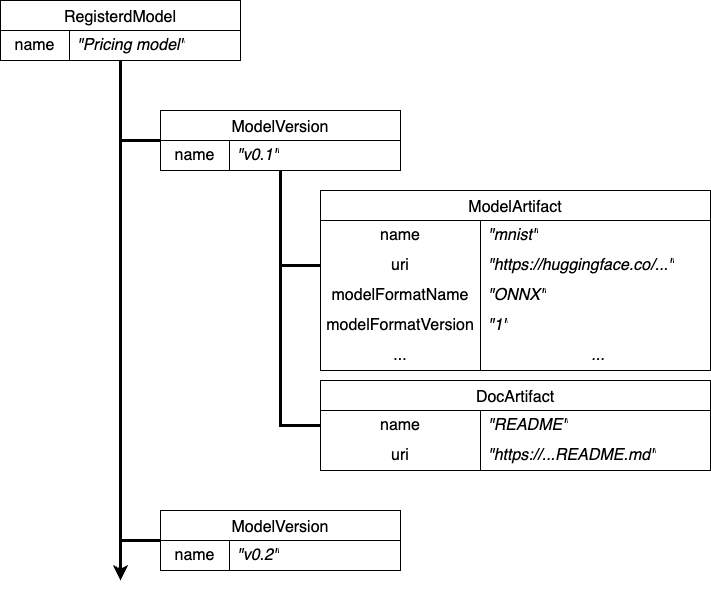 RegisterdModel
name "Pricing model"
ModelVersion
name "v0.1"
ModelArtifact
name "mnist"
uri "https://huggingface.co/..."
modelFormatName "ONNX"
modelFormatVersion "1"
... ...
DocArtifact
name "README"
uri "https://...README.md"
ModelVersion
name "v0.2"